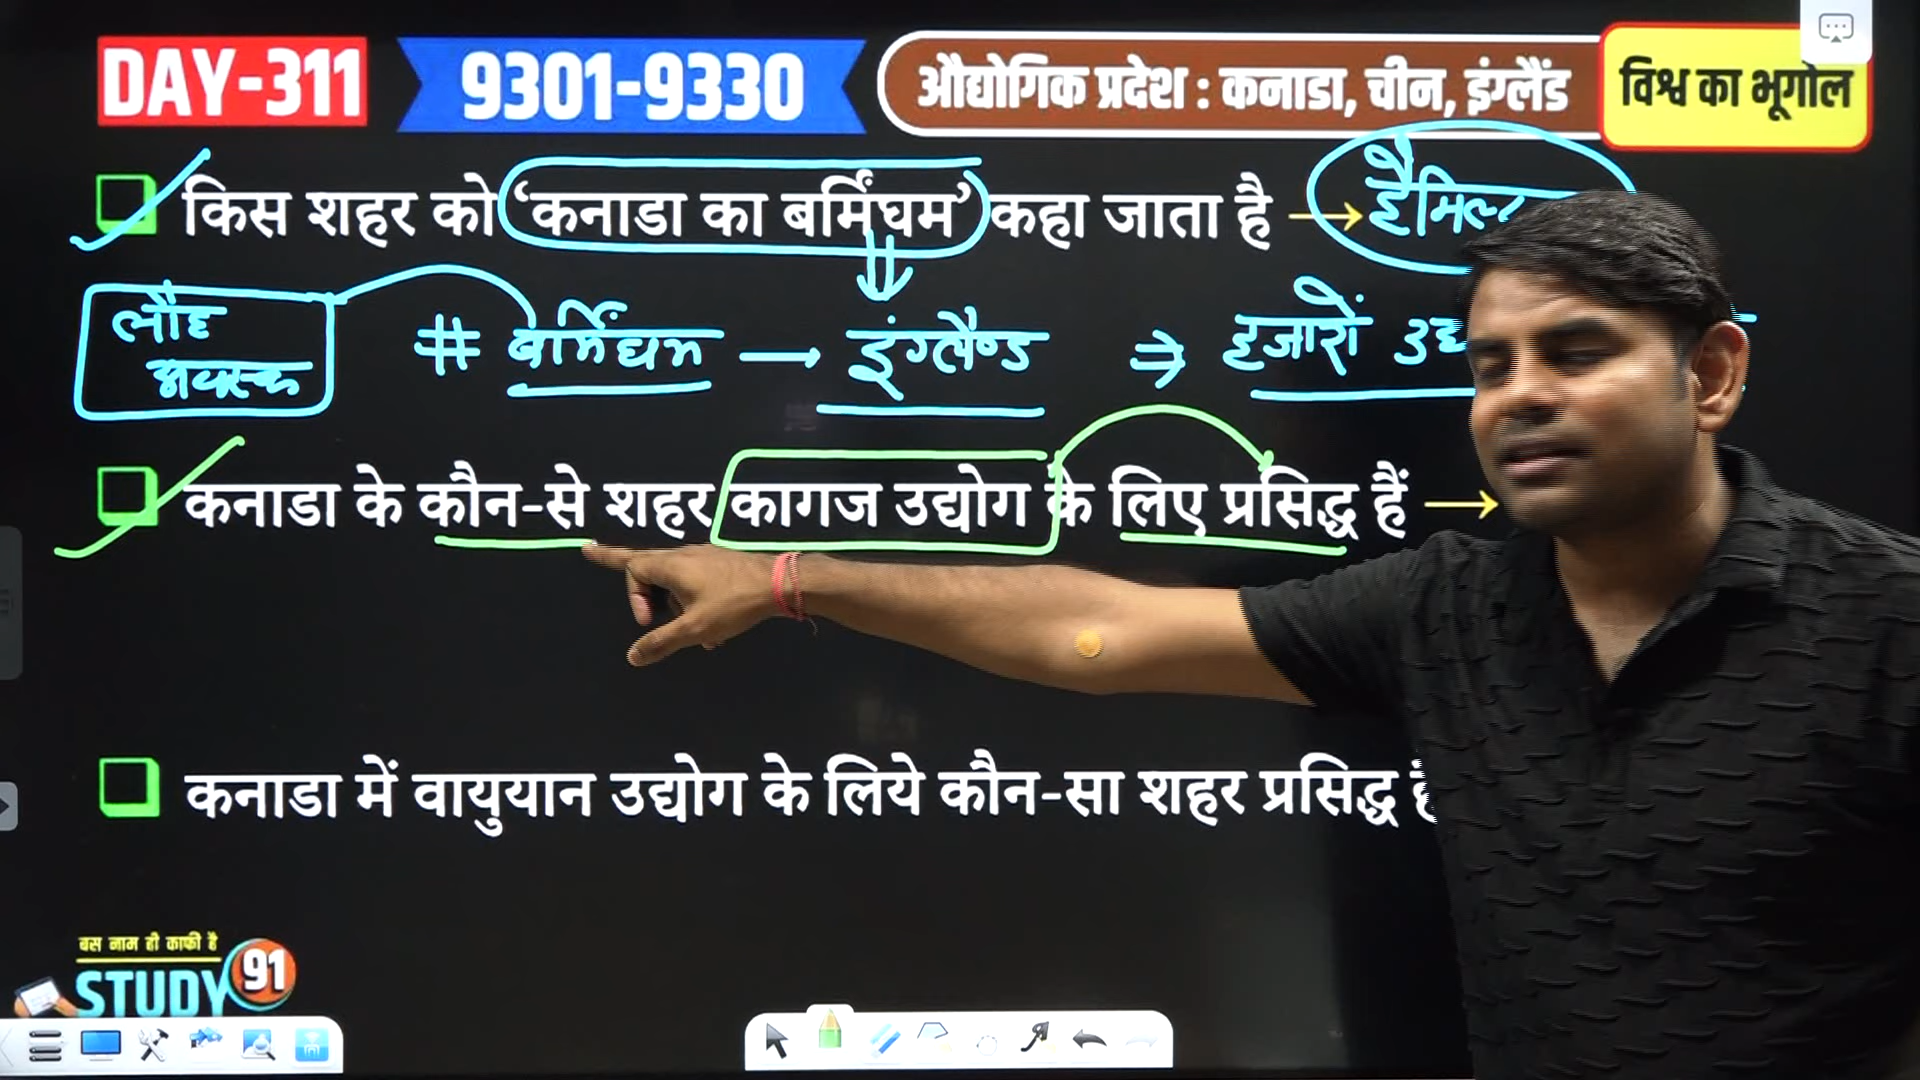 DAY-311
9301-9330
औद्योगिक प्रदेश : कनाडा, चीन, इंग्लैंड
विश्व का भूगोल
किस शहर को ‘कनाडा का बर्मिंघम’ कहा जाता है →
लौह
अयस्क
# बर्मिंघम → इंग्लैण्ड ⇒ हजारों
कनाडा के कौन-से शहर कागज उद्योग के लिए प्रसिद्ध हैं →
कनाडा में वायुयान उद्योग के लिये कौन-सा शहर प्रसिद्ध
बस नाम ही काफी है
STUDY 91